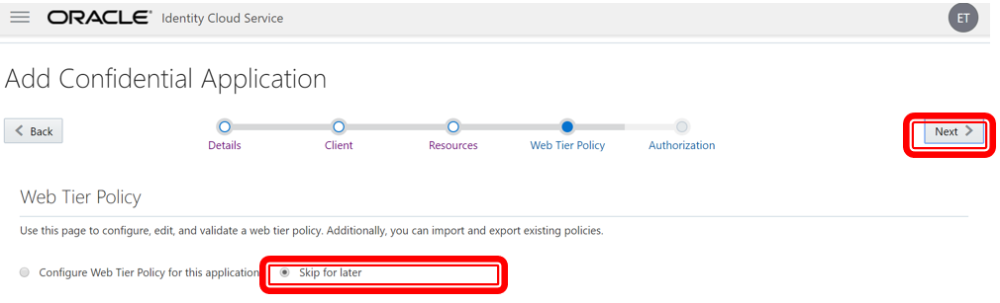 ORACLE® Identity Cloud Service ET
Add Confidential Application
Back Next
Details Client Resources Web Tier Policy Authorization
Web Tier Policy
Use this page to configure, edit, and validate a web tier policy. Additionally, you can import and export existing policies.
Configure Web Tier Policy for this application Skip for later